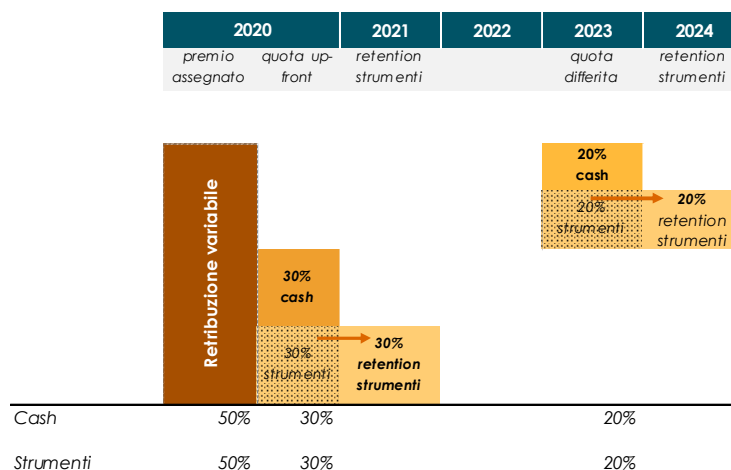 2020 2021 2022 2023 2024
premio quota up- retention quota retention
assegnato front strumenti differita strumenti
Retribuzione variabile
20%
cash
20%
strumenti
20%
retention
strumenti
30%
cash
30%
strumenti
30%
retention
strumenti
Cash 50% 30% 20%
Strumenti 50% 30% 20%